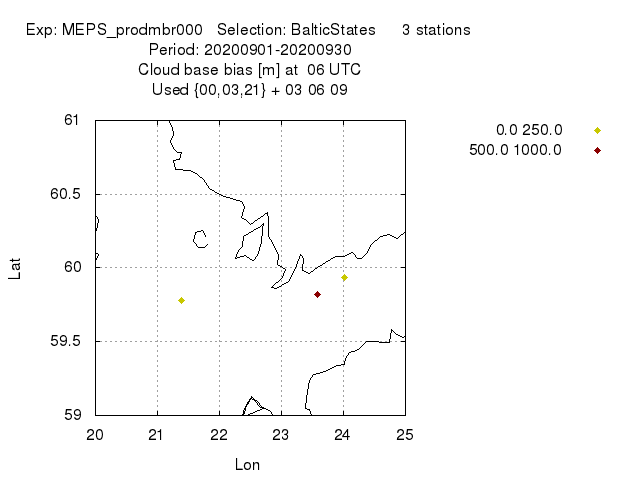 Exp: MEPS_prodmbr000 Selection: BalticStates 3 stations
Period: 20200901-20200930
Cloud base bias [m] at 06 UTC
Used {00,03,21} + 03 06 09
0.0 250.0
500.0 1000.0
61
60.5
60
59.5
59
Lat
20 21 22 23 24 25
Lon